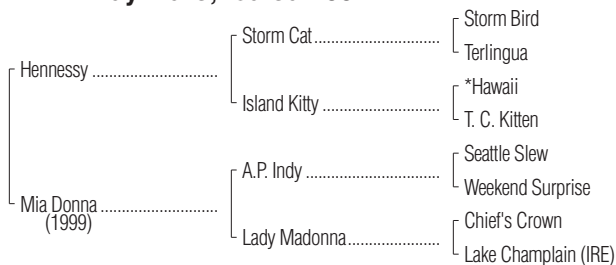 Storm Bird
Storm Cat
Terlingua
Hennessy
*Hawaii
Island Kitty
T. C. Kitten
Seattle Slew
A.P. Indy
Weekend Surprise
Mia Donna
(1999)
Chief's Crown
Lady Madonna
Lake Champlain (IRE)